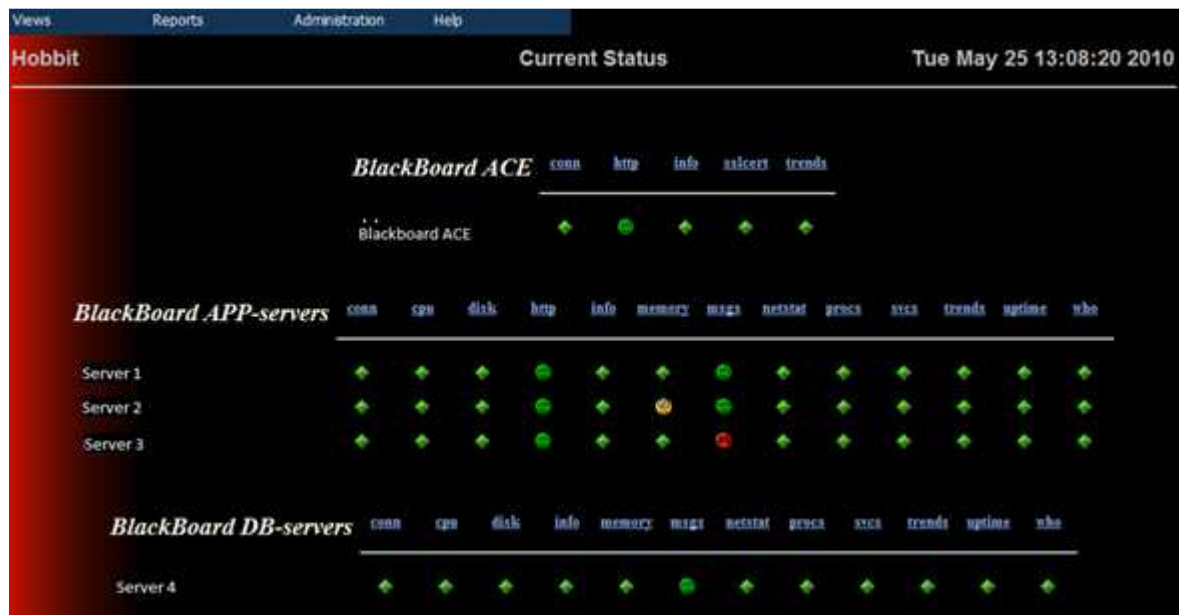 Views Reports Administration Help
Hobbit Current Status Tue May 25 13:08:20 2010
BlackBoard ACE conn http info sslcert trends
Blackboard ACE
BlackBoard APP-servers conn cpu disk http info memory msgs netstat procs svcs trends uptime who
Server 1
Server 2
Server 3
BlackBoard DB-servers conn cpu disk info memory msgs netstat procs svcs trends uptime who
Server 4